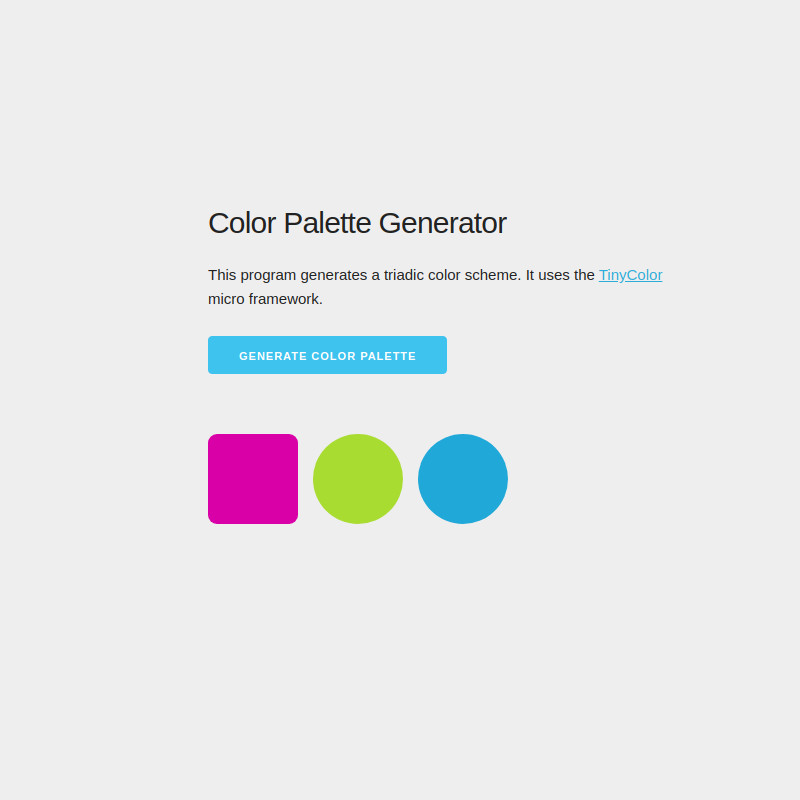 Color Palette Generator
This program generates a triadic color scheme. It uses the TinyColor
micro framework.
GENERATE COLOR PALETTE